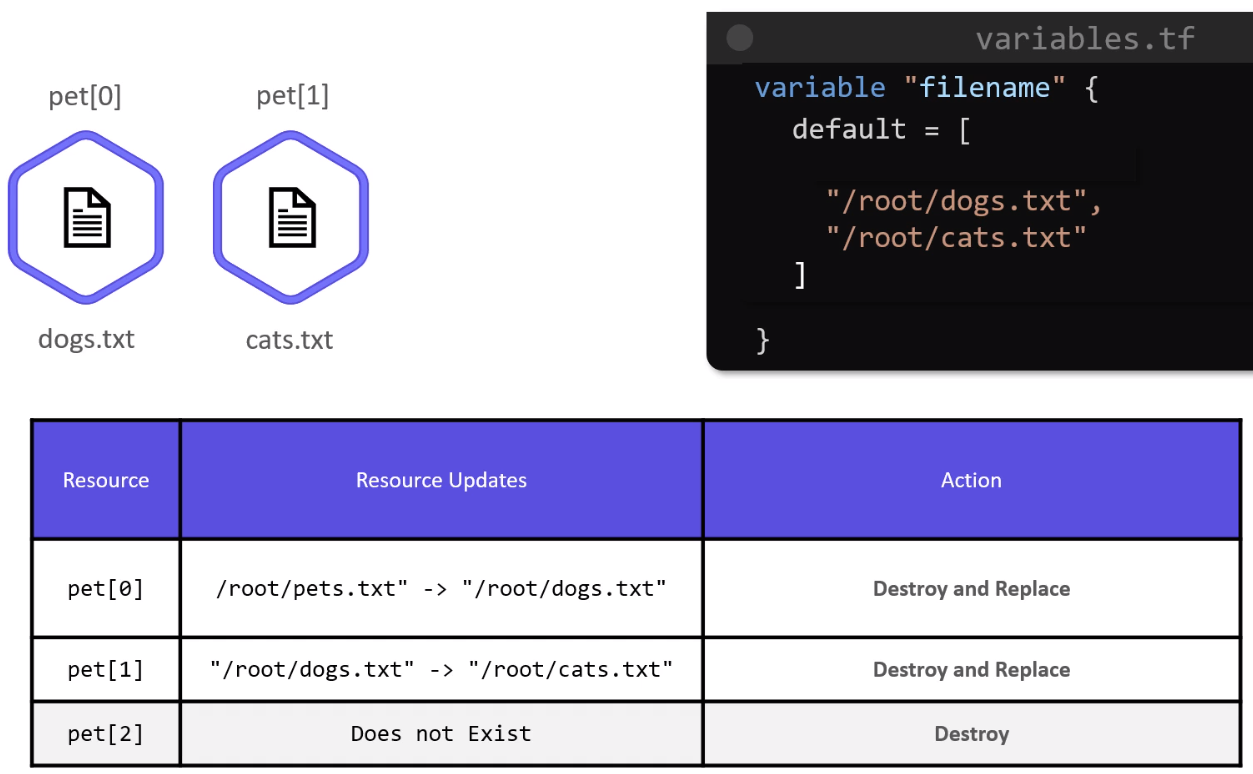 pet[0]
pet[1]
dogs.txt
cats.txt
variables.tf
variable "filename" {
default = [
"/root/dogs.txt",
"/root/cats.txt"
]
}
Resource
Resource Updates
Action
pet[0]
/root/pets.txt" -> "/root/dogs.txt"
Destroy and Replace
pet[1]
"/root/dogs.txt" -> "/root/cats.txt"
Destroy and Replace
pet[2]
Does not Exist
Destroy